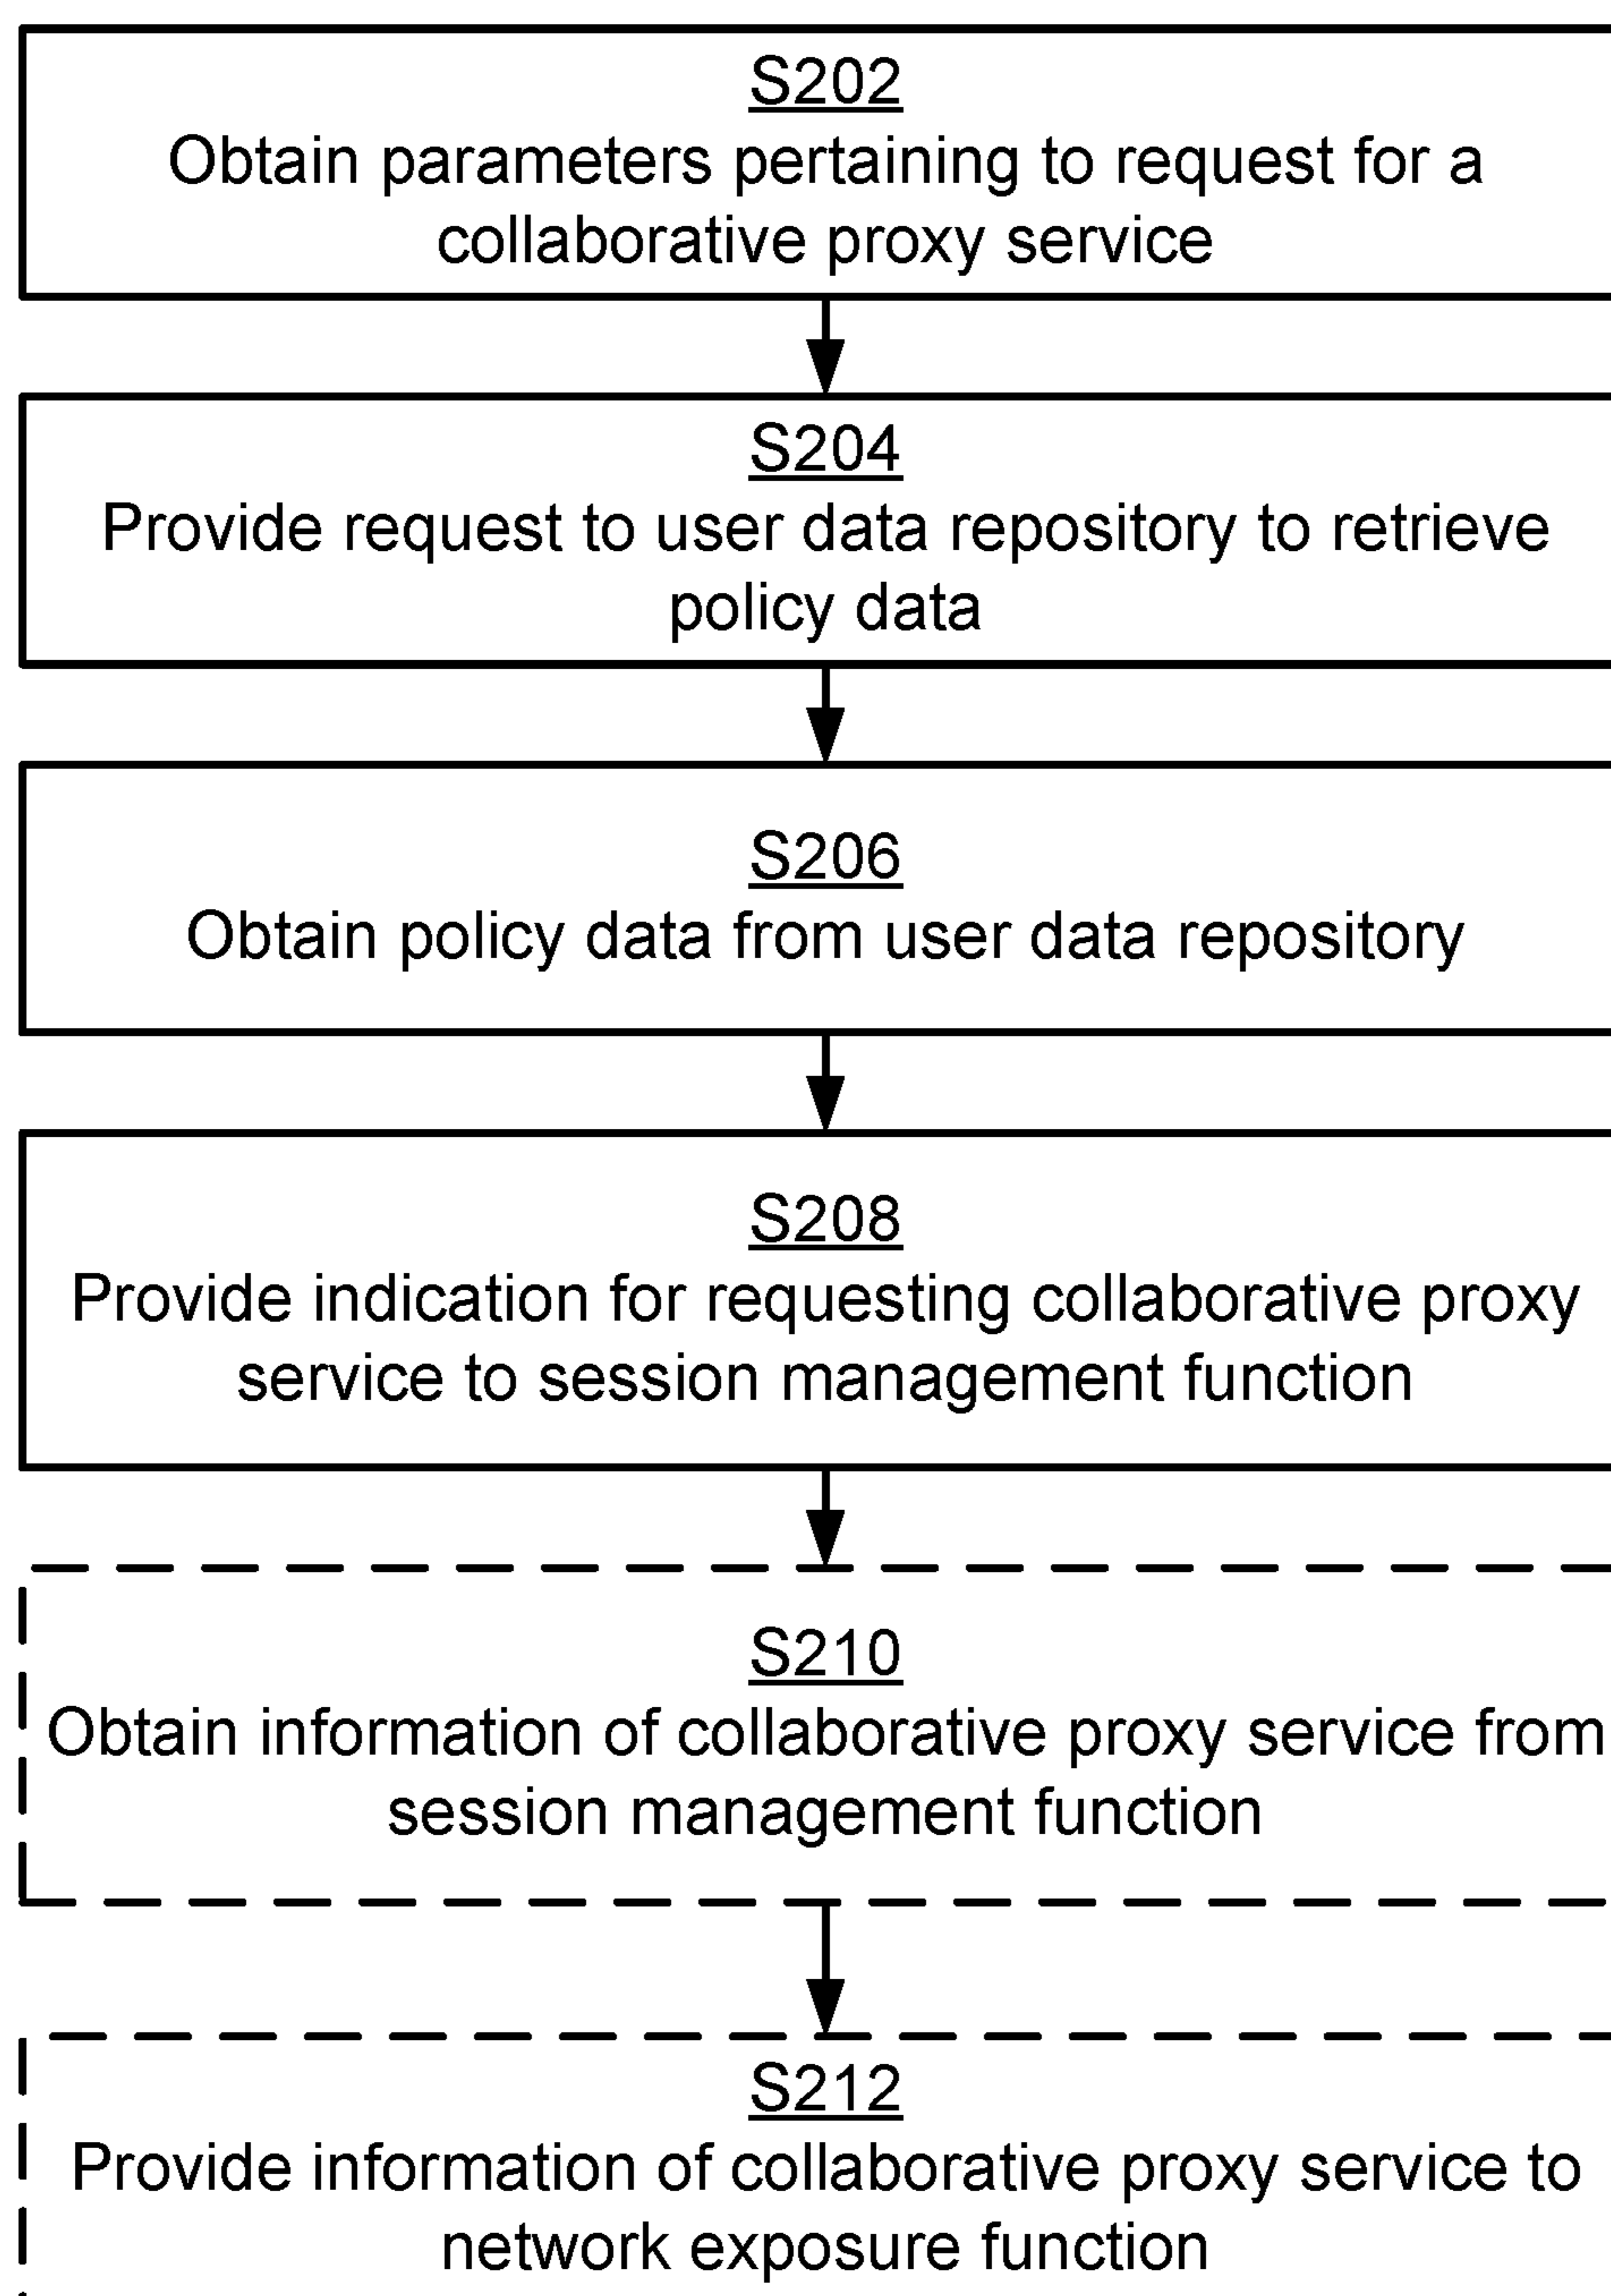 S202
Obtain parameters pertaining to request for a
collaborative proxy service
S204
Provide request to user data repository to retrieve
policy data
S206
Obtain policy data from user data repository
S208
Provide indication for requesting collaborative proxy
service to session management function
S210
Obtain information of collaborative proxy service from
session management function
S212
Provide information of collaborative proxy service to
network exposure function